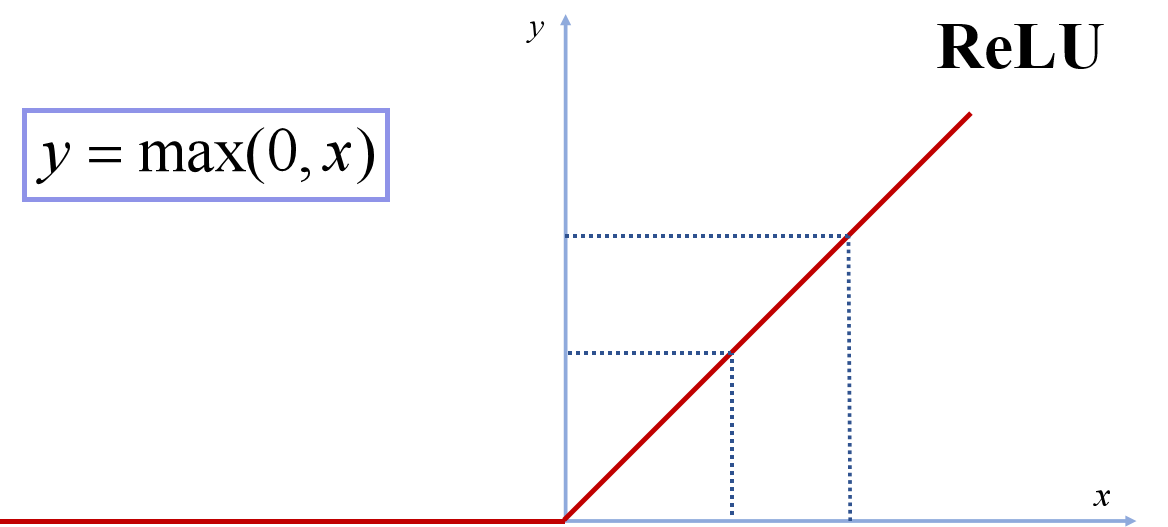 y
ReLU
y = max(0, x)
x